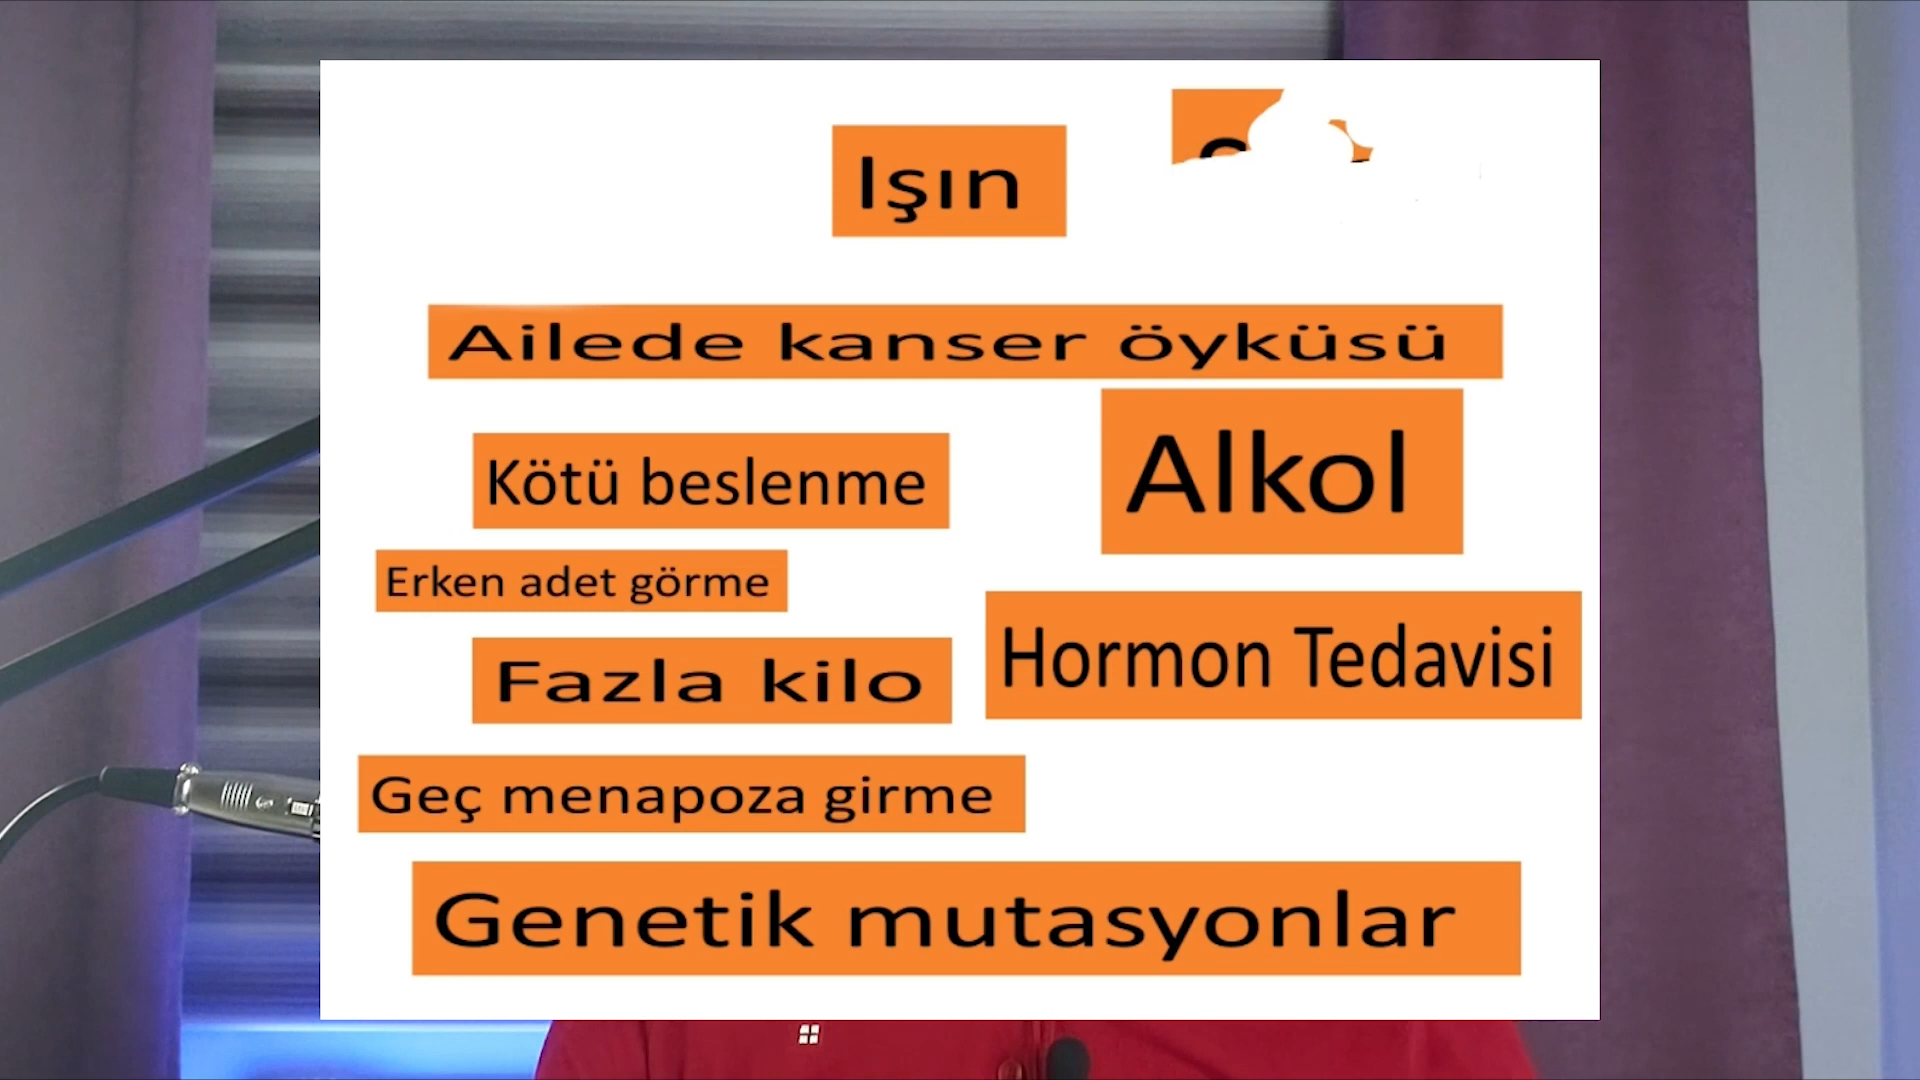 Işın
Ailede kanser öyküsü
Kötü beslenme
Alkol
Erken adet görme
Hormon Tedavisi
Fazla kilo
Geç menapoza girme
Genetik mutasyonlar